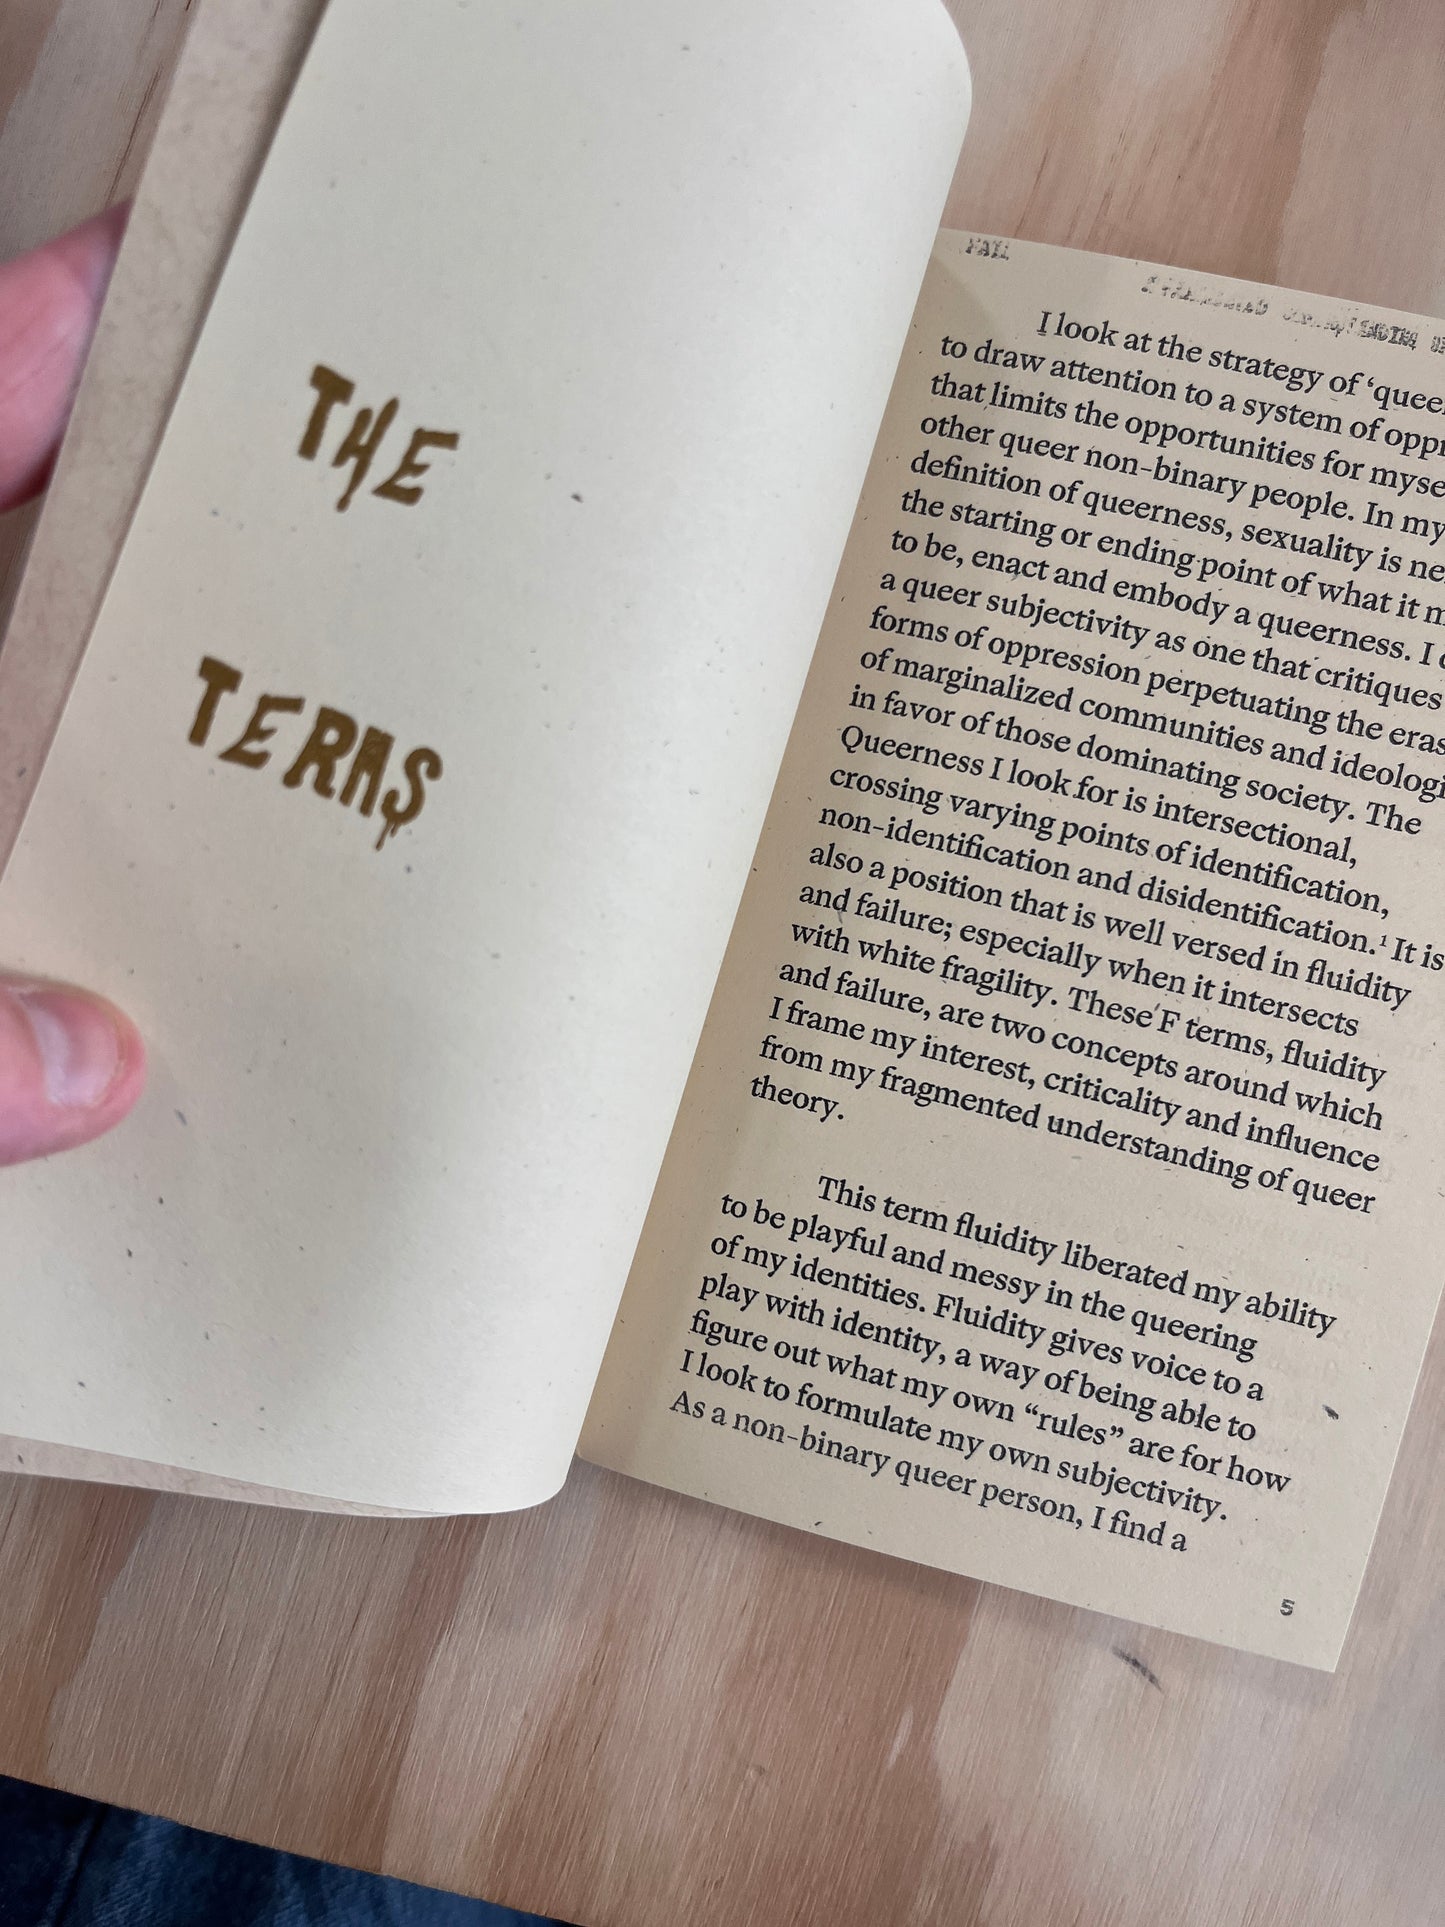 THE
TERMS
FAIL
I look at the strategy of ‘queer
to draw attention to a system of
that limits the opportunities for
other queer non-binary people. In my
definition of queerness, sexuality is
the starting or ending point of what it
to be, enact and embody a queerness. I
a queer subjectivity as one that critiques
forms of oppression perpetuating the
of marginalized communities and
in favor of those dominating society. The
Queerness I look for is intersectional,
crossing varying points of identification,
non-identification and disidentification.¹ It is
also a position that is well versed in fluidity
and failure; especially when it intersects
with white fragility. These F terms, fluidity
and failure, are two concepts around which
I frame my interest, criticality and influence
from my fragmented understanding of queer
theory.
This term fluidity liberated my ability
to be playful and messy in the queering
of my identities. Fluidity gives voice to a
play with identity, a way of being able to
figure out what my own “rules” are for how
I look to formulate my own subjectivity.
As a non-binary queer person, I find a
5